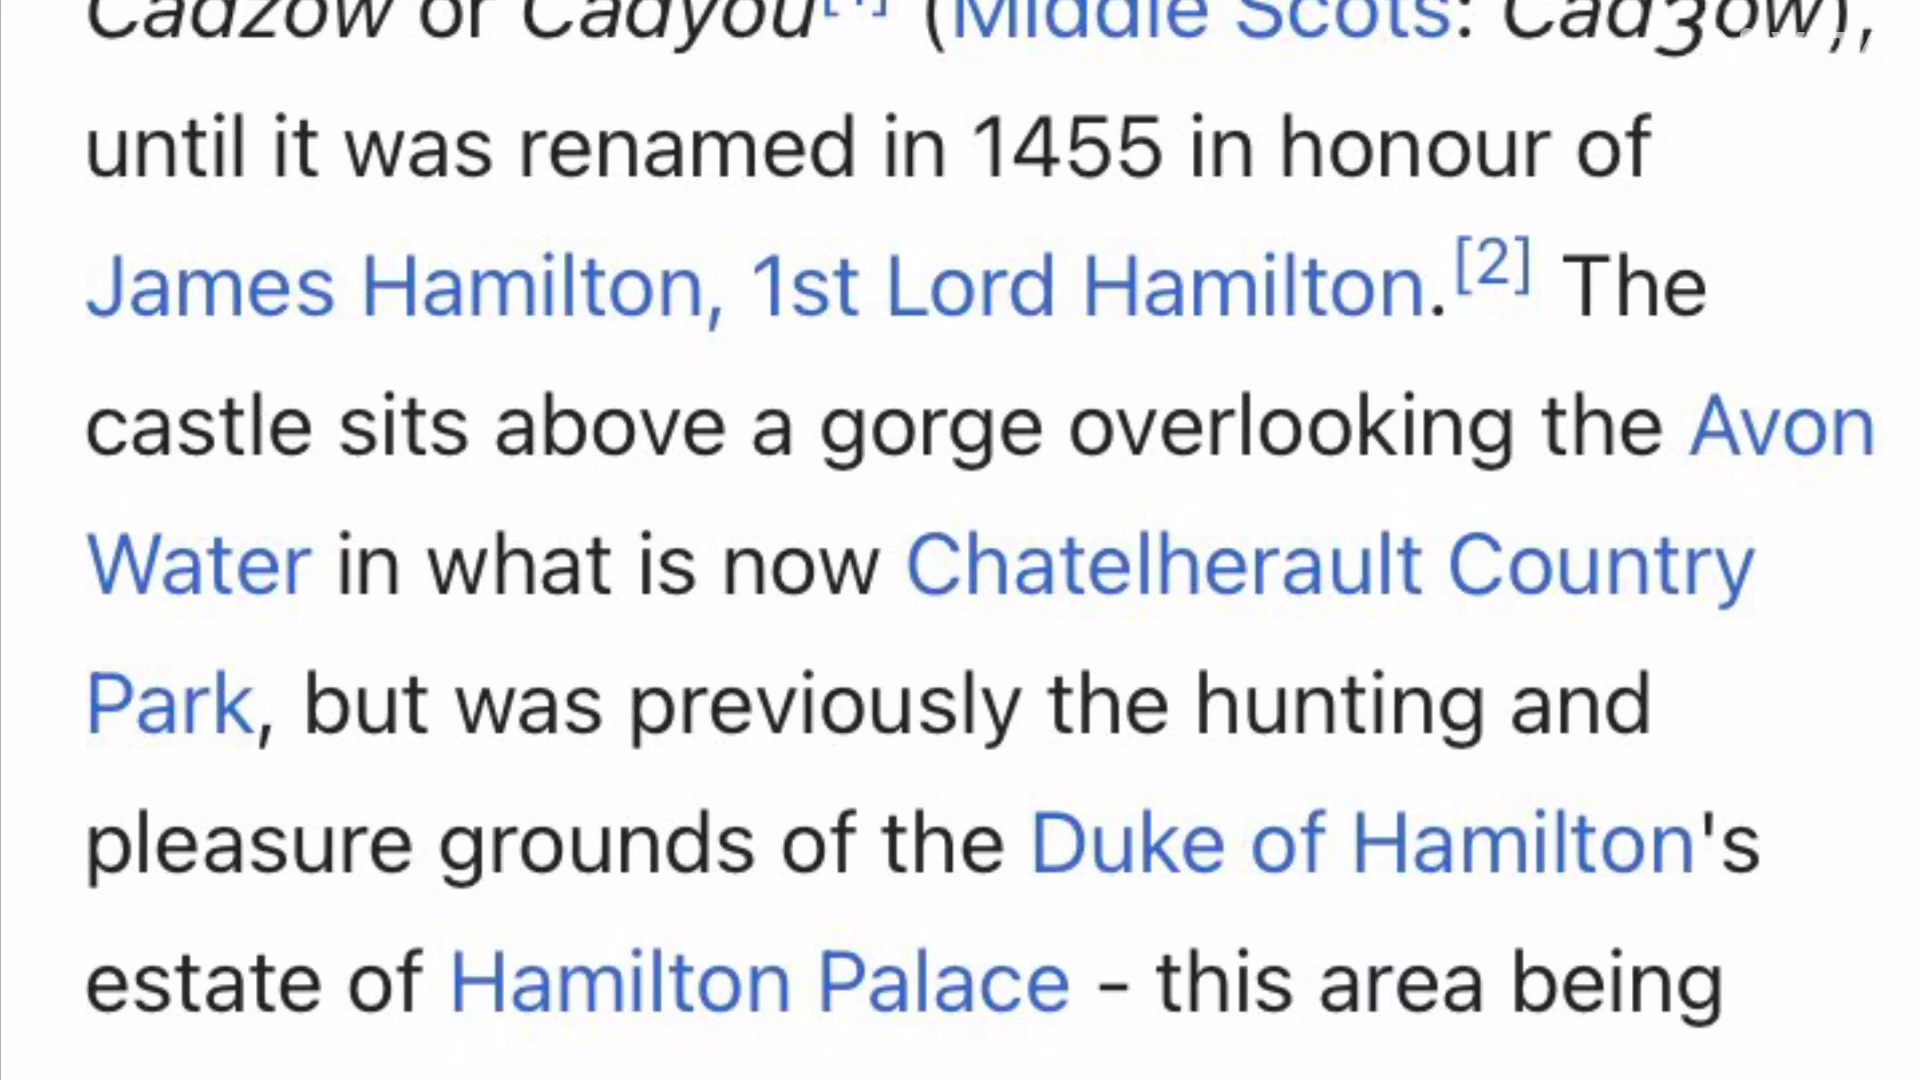 Cadzow or Cadyou[1] (Middle Scots: Cadȝow),
until it was renamed in 1455 in honour of
James Hamilton, 1st Lord Hamilton.[2] The
castle sits above a gorge overlooking the Avon
Water in what is now Chatelherault Country
Park, but was previously the hunting and
pleasure grounds of the Duke of Hamilton's
estate of Hamilton Palace - this area being